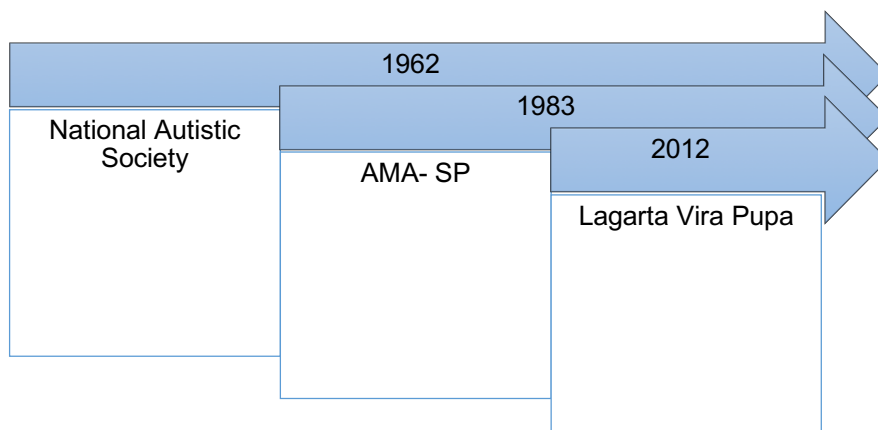 1962
National Autistic
Society
1983
AMA- SP
2012
Lagarta Vira Pupa